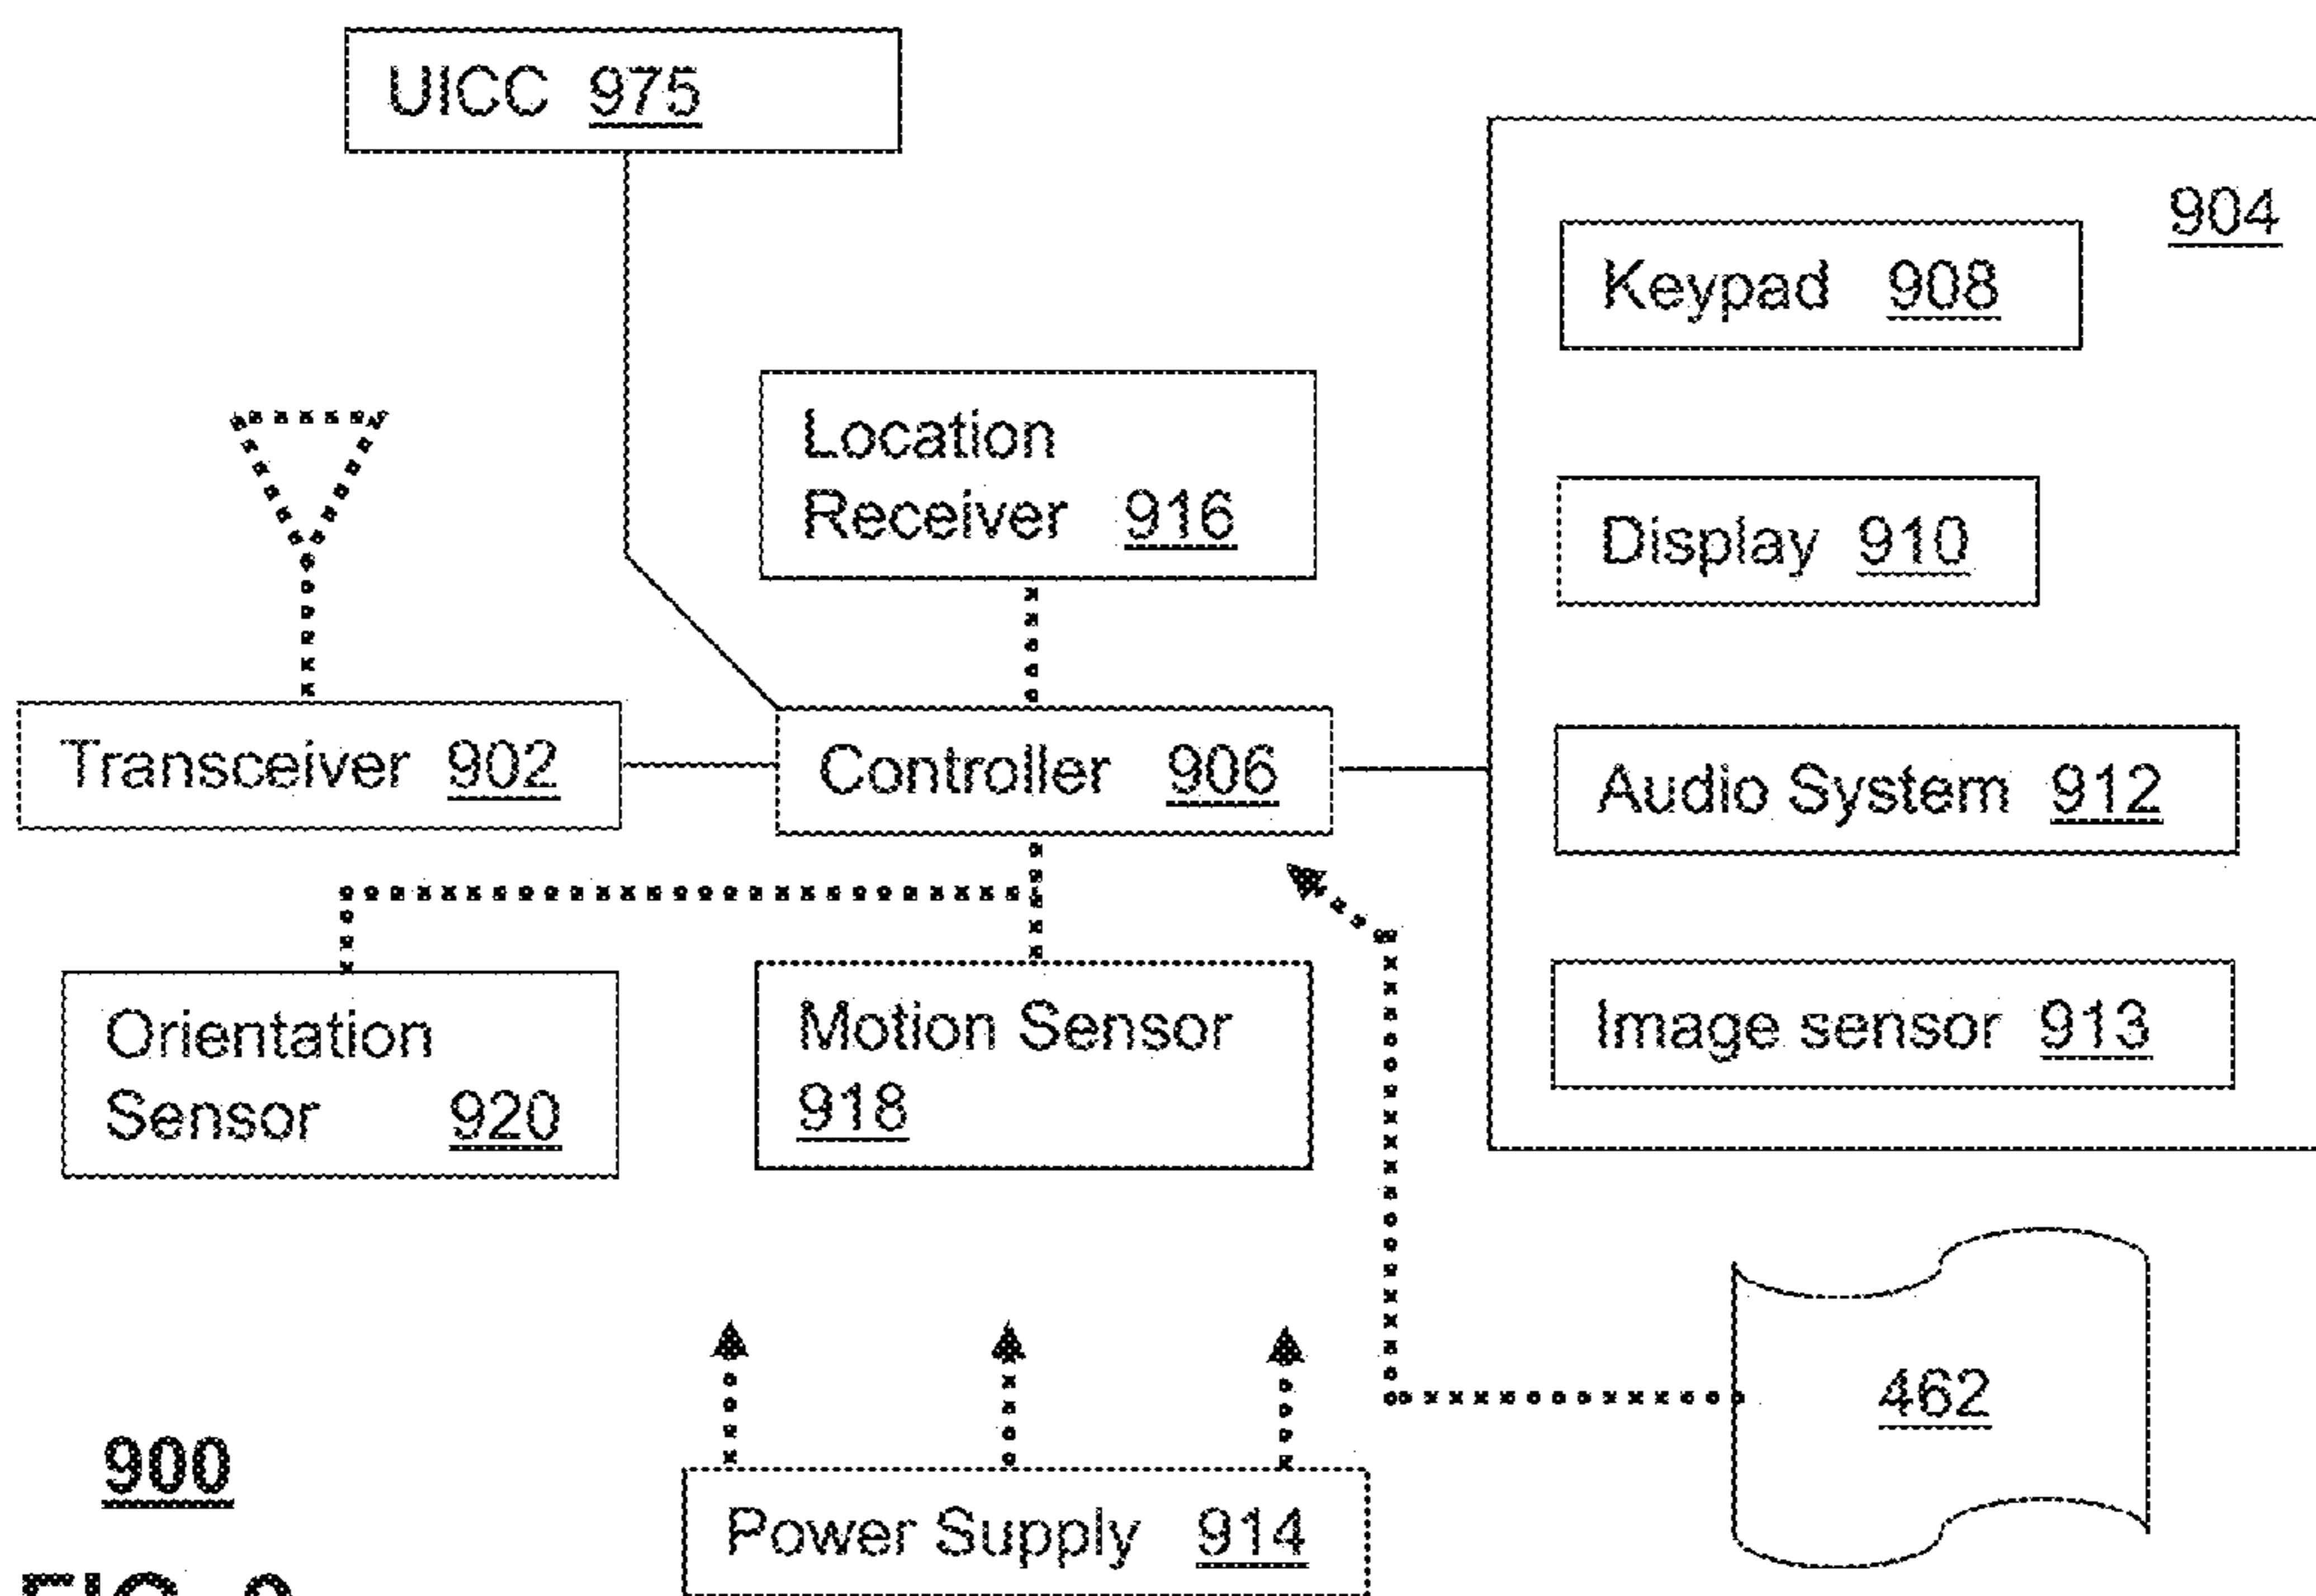 UICC 975
904
Keypad 908
Location
Receiver 916
Display 910
Transceiver 902
Controller 906
Audio System 912
Orientation
Sensor 920
Motion Sensor
918
Image sensor 913
462
900
Power Supply 914